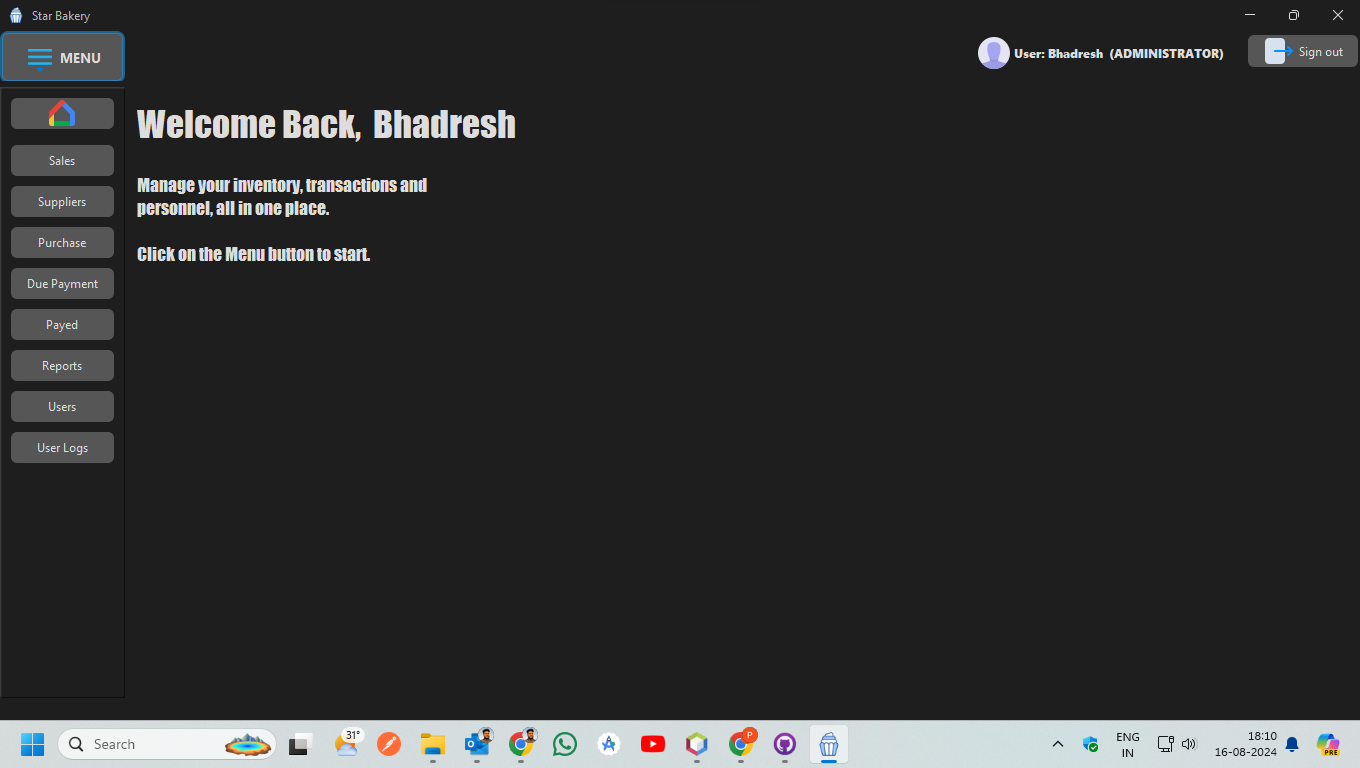 Star Bakery
MENU
User: Bhadresh (ADMINISTRATOR)
Sign out
Sales
Suppliers
Purchase
Due Payment
Payed
Reports
Users
User Logs
Welcome Back, Bhadresh
Manage your inventory, transactions and
personnel, all in one place.
Click on the Menu button to start.
Search
31°
P
ENG
IN
18:10
16-08-2024
PRE